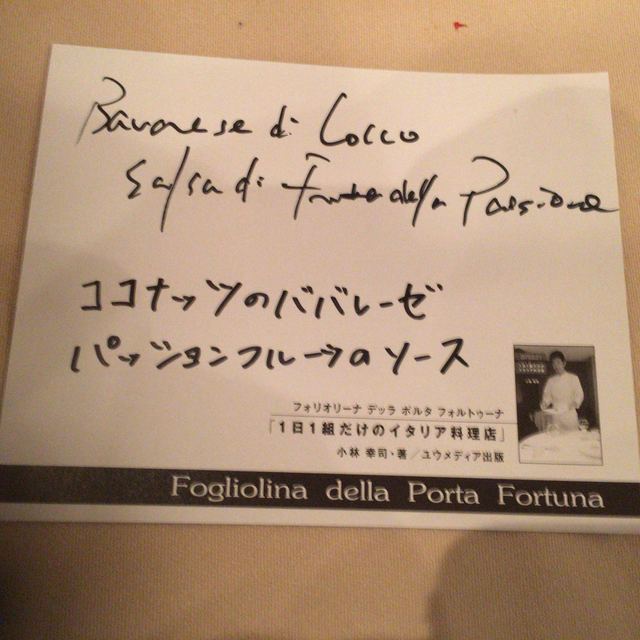 Bavarese di Cocco
Salsa di Frutto della Passione
ココナッツのババレーゼ
パッションフルーツのソース
フォリオリーナ デッラ ポルタ フォルトゥーナ
「1日1組だけのイタリア料理店」
小林 幸司・著/ユウメディア出版
Fogliolina della Porta Fortuna